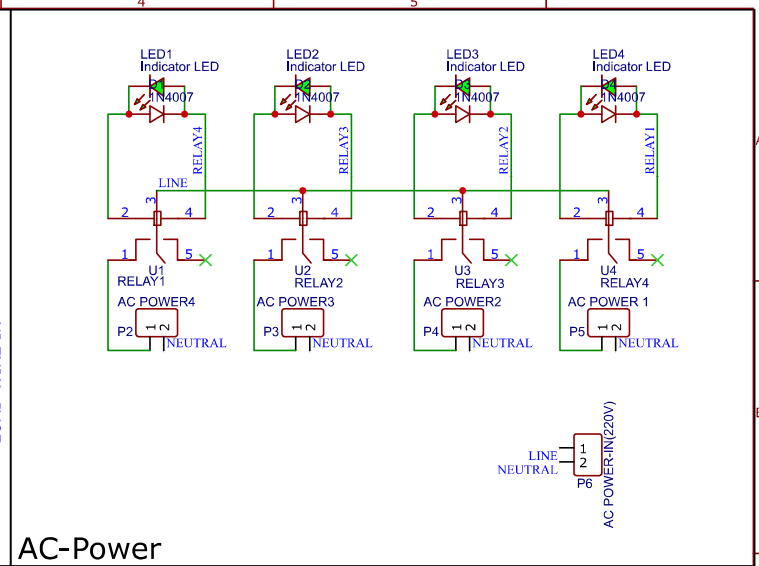 4
5
LED1
Indicator LED
LED2
Indicator LED
LED3
Indicator LED
LED4
Indicator LED
D1
1N4007
D2
1N4007
D3
1N4007
D4
1N4007
RELAY4
RELAY3
RELAY2
RELAY1
LINE
3
3
3
3
2
4
2
4
2
4
2
4
1
5
1
5
1
5
1
5
U1
RELAY1
U2
RELAY2
U3
RELAY3
U4
RELAY4
AC POWER4
AC POWER3
AC POWER2
AC POWER 1
P2
1
2
P3
1
2
P4
1
2
P5
1
2
NEUTRAL
NEUTRAL
NEUTRAL
NEUTRAL
LINE
NEUTRAL
1
2
P6
AC POWER-IN(220V)
AC-Power